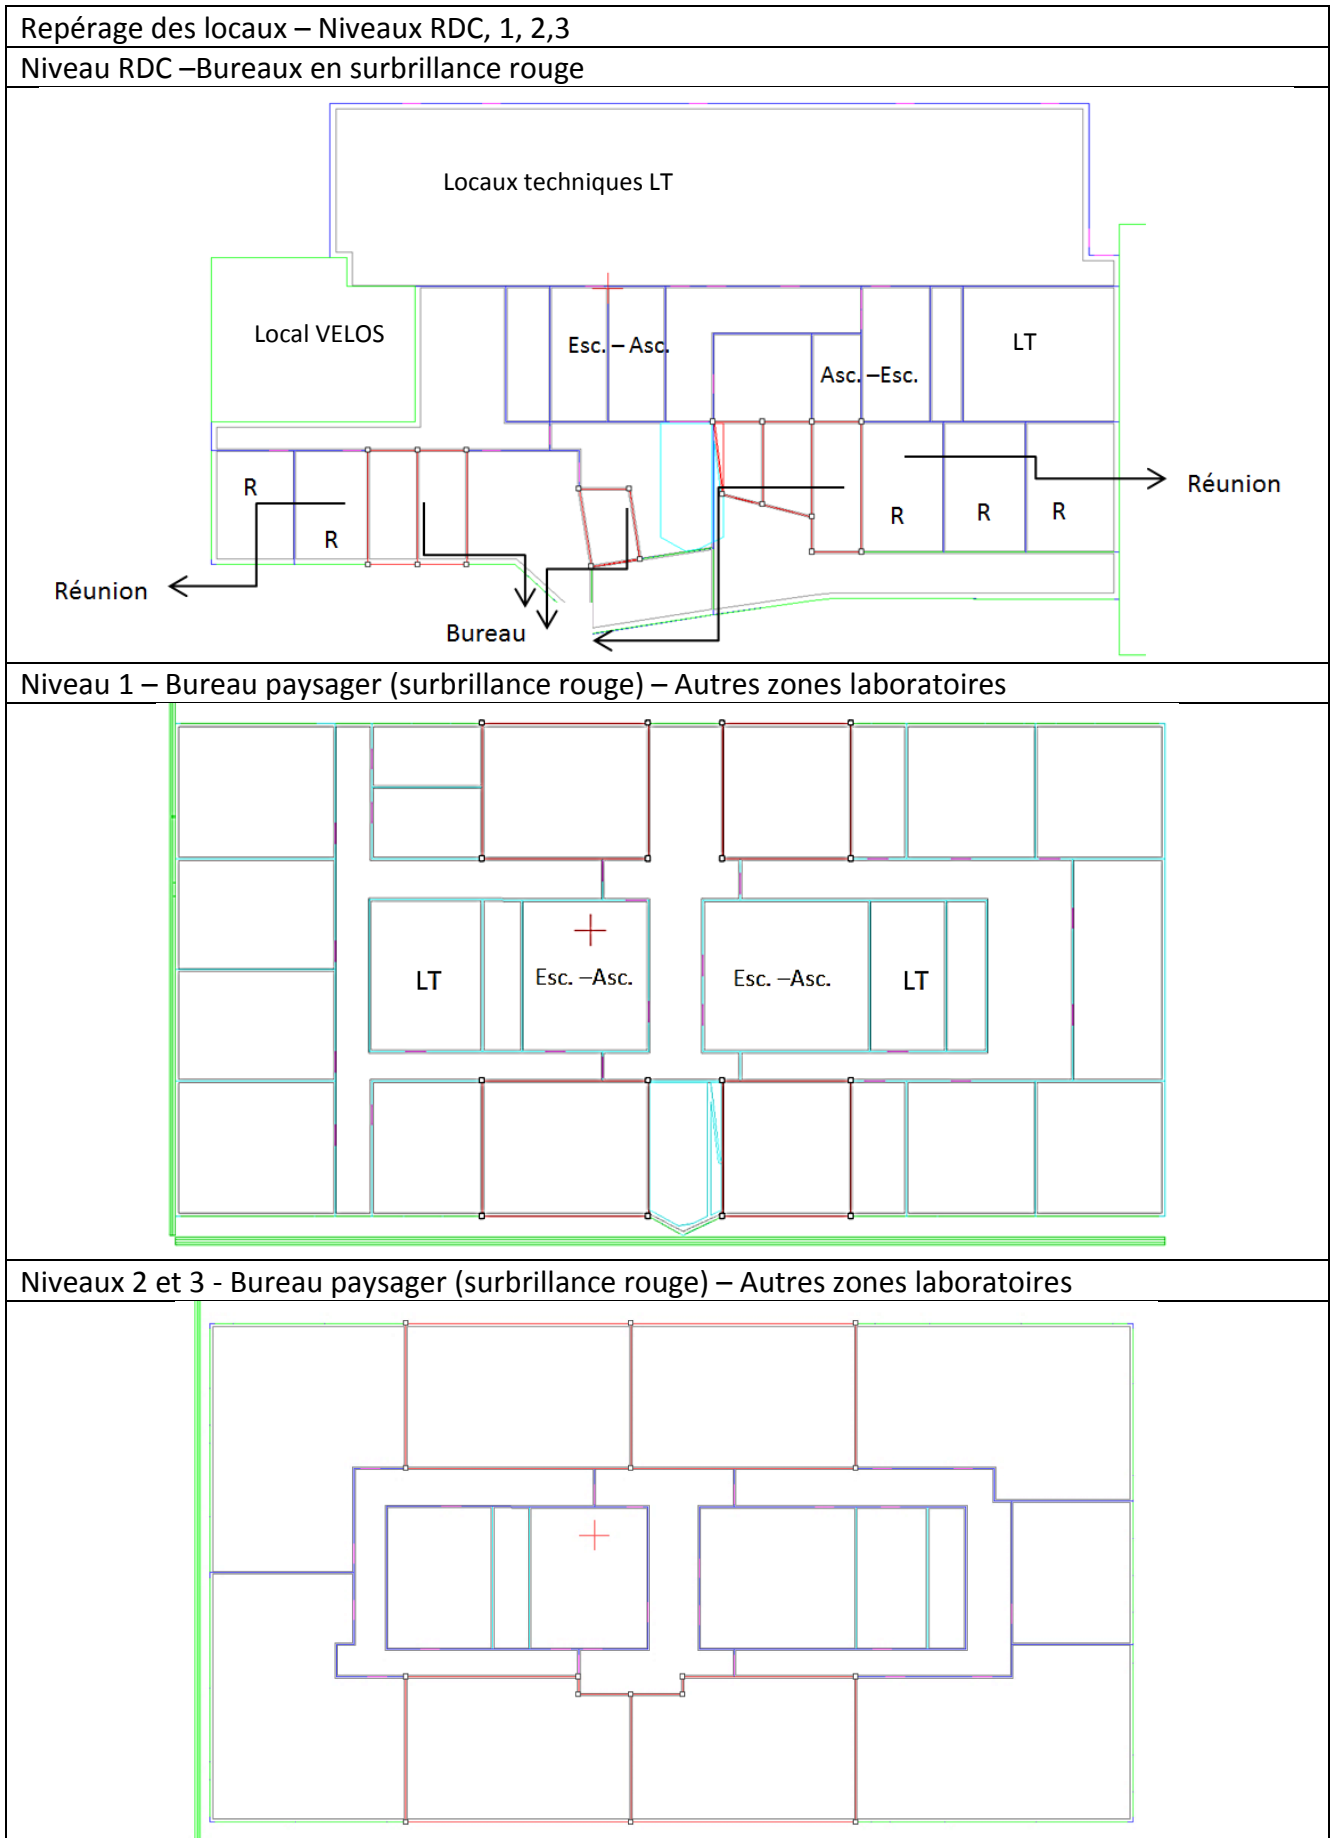 Repérage des locaux – Niveaux RDC, 1, 2,3
Niveau RDC –Bureaux en surbrillance rouge
Locaux techniques LT
Local VELOS
Esc. – Asc.
LT
Asc. –Esc.
R
Réunion
R
R
R
R
Réunion
Bureau
Niveau 1 – Bureau paysager (surbrillance rouge) – Autres zones laboratoires
LT
Esc. –Asc.
Esc. –Asc.
LT
Niveaux 2 et 3 - Bureau paysager (surbrillance rouge) – Autres zones laboratoires